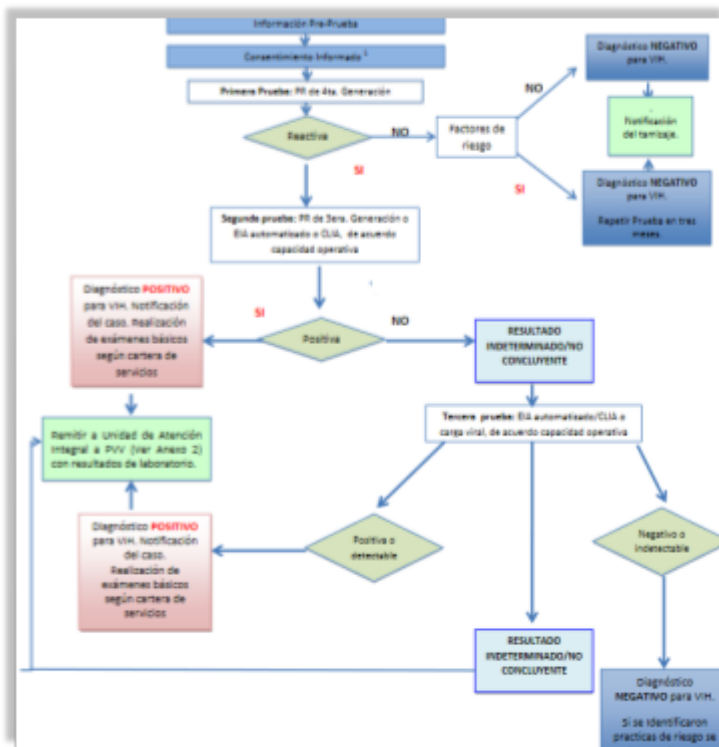 Información Pre-Prueba
Consentimiento Informado
Primera Prueba: PR de 4ta. Generación
Reactiva
NO
Factores de
riesgo
NO
SI
Diagnóstico NEGATIVO
para VIH.
Notificación
del tamizaje.
Diagnóstico NEGATIVO
para VIH.
Repetir Prueba en tres
meses.
SI
Segunda prueba: PR de 3era. Generación o
EIA automatizado o CLIA, de acuerdo
capacidad operativa
Positiva
SI
NO
Diagnóstico POSITIVO
para VIH. Notificación
del caso. Realización
de exámenes básicos
según cartera de
servicios
RESULTADO
INDETERMINADO/NO
CONCLUYENTE
Tercera prueba: EIA automatizado/CLIA o
carga viral, de acuerdo capacidad operativa
Remitir a Unidad de Atención
Integral a PVV (Ver Anexo 2)
con resultados de laboratorio.
Diagnóstico POSITIVO
para VIH. Notificación
del caso.
Realización de
exámenes básicos
según cartera de
servicios
Positiva o
detectable
Negativo o
indetectable
RESULTADO
INDETERMINADO/NO
CONCLUYENTE
Diagnóstico
NEGATIVO para VIH.
Si se identificaron
practicas de riesgo se